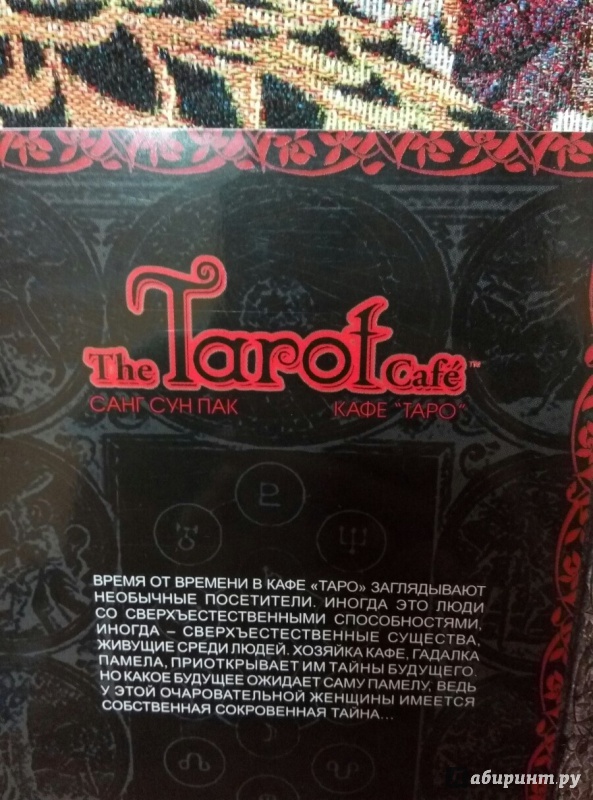 The Tarot Café™
САНГ СУН ПАК КАФЕ "ТАРО"
ВРЕМЯ ОТ ВРЕМЕНИ В КАФЕ «ТАРО» ЗАГЛЯДЫВАЮТ
НЕОБЫЧНЫЕ ПОСЕТИТЕЛИ. ИНОГДА ЭТО ЛЮДИ
СО СВЕРХЪЕСТЕСТВЕННЫМИ СПОСОБНОСТЯМИ,
ИНОГДА – СВЕРХЪЕСТЕСТВЕННЫЕ СУЩЕСТВА,
ЖИВУЩИЕ СРЕДИ ЛЮДЕЙ. ХОЗЯЙКА КАФЕ, ГАДАЛКА
ПАМЕЛА, ПРИОТКРЫВАЕТ ИМ ТАЙНЫ БУДУЩЕГО.
НО КАКОЕ БУДУЩЕЕ ОЖИДАЕТ САМУ ПАМЕЛУ, ВЕДЬ
У ЭТОЙ ОЧАРОВАТЕЛЬНОЙ ЖЕНЩИНЫ ИМЕЕТСЯ
СОБСТВЕННАЯ СОКРОВЕННАЯ ТАЙНА...
Лабиринт.ру